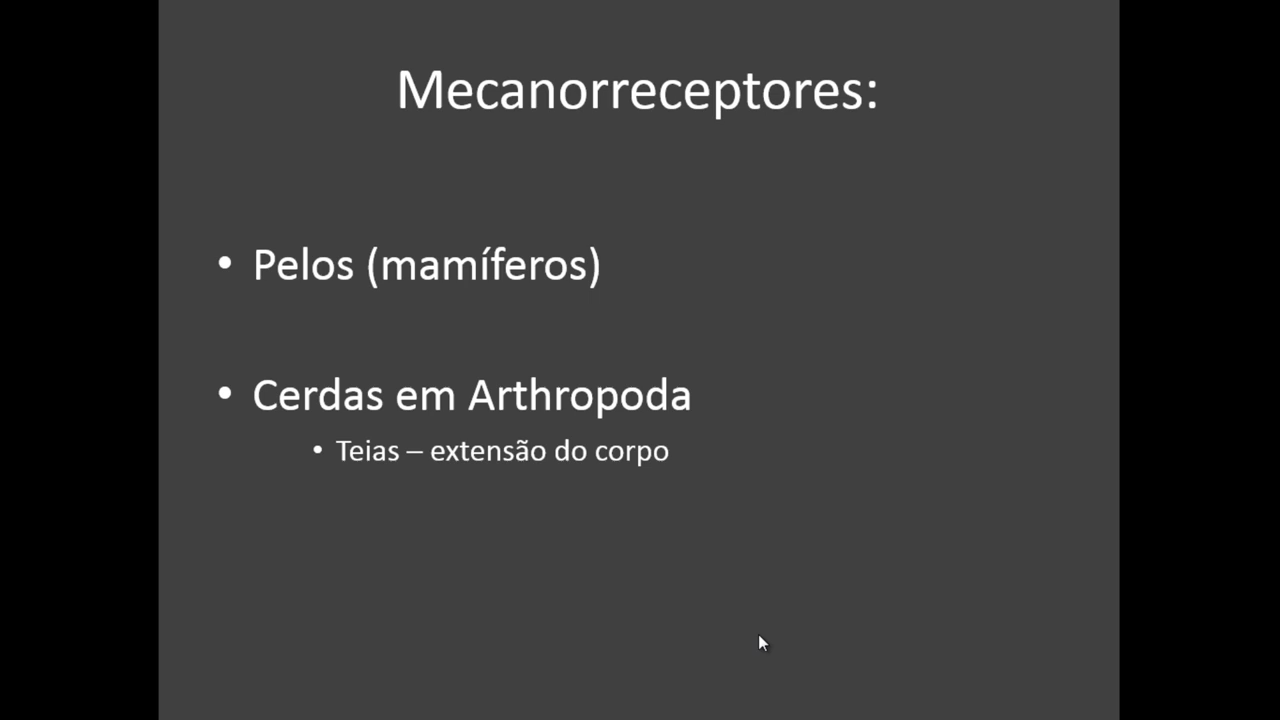 Mecanorreceptores:
• Pelos (mamíferos)
• Cerdas em Arthropoda
• Teias – extensão do corpo